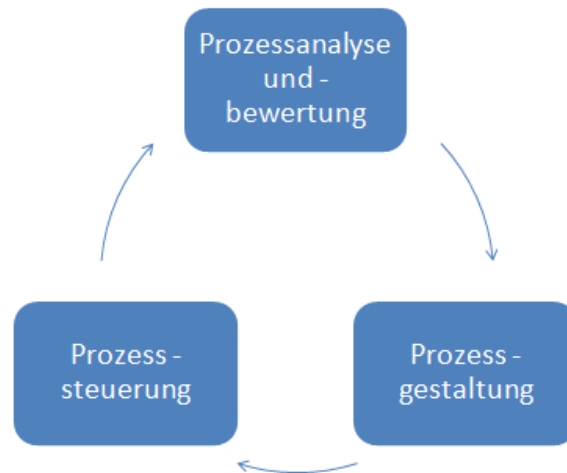 Prozessanalyse
und -
bewertung
Prozess -
steuerung
Prozess -
gestaltung